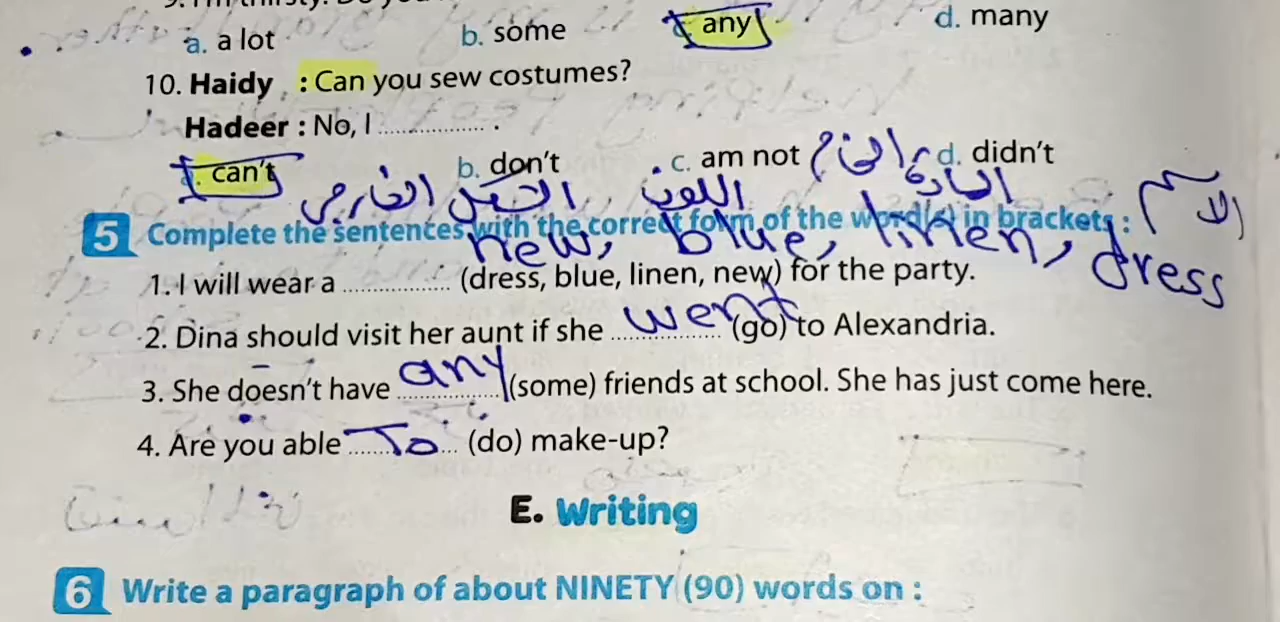 a. a lot b. some c. any d. many
10. Haidy : Can you sew costumes?
Hadeer : No, I .................. .
can't b. don't c. am not d. didn't
الشكل الخارجي, اللون, المادة
5 Complete the sentences with the correct form of the word(s) in brackets :
new, blue, linen, dress
1. I will wear a .................. (dress, blue, linen, new) for the party.
2. Dina should visit her aunt if she went (go) to Alexandria.
3. She doesn't have any (some) friends at school. She has just come here.
4. Are you able To (do) make-up?
E. Writing
6 Write a paragraph of about NINETY (90) words on :